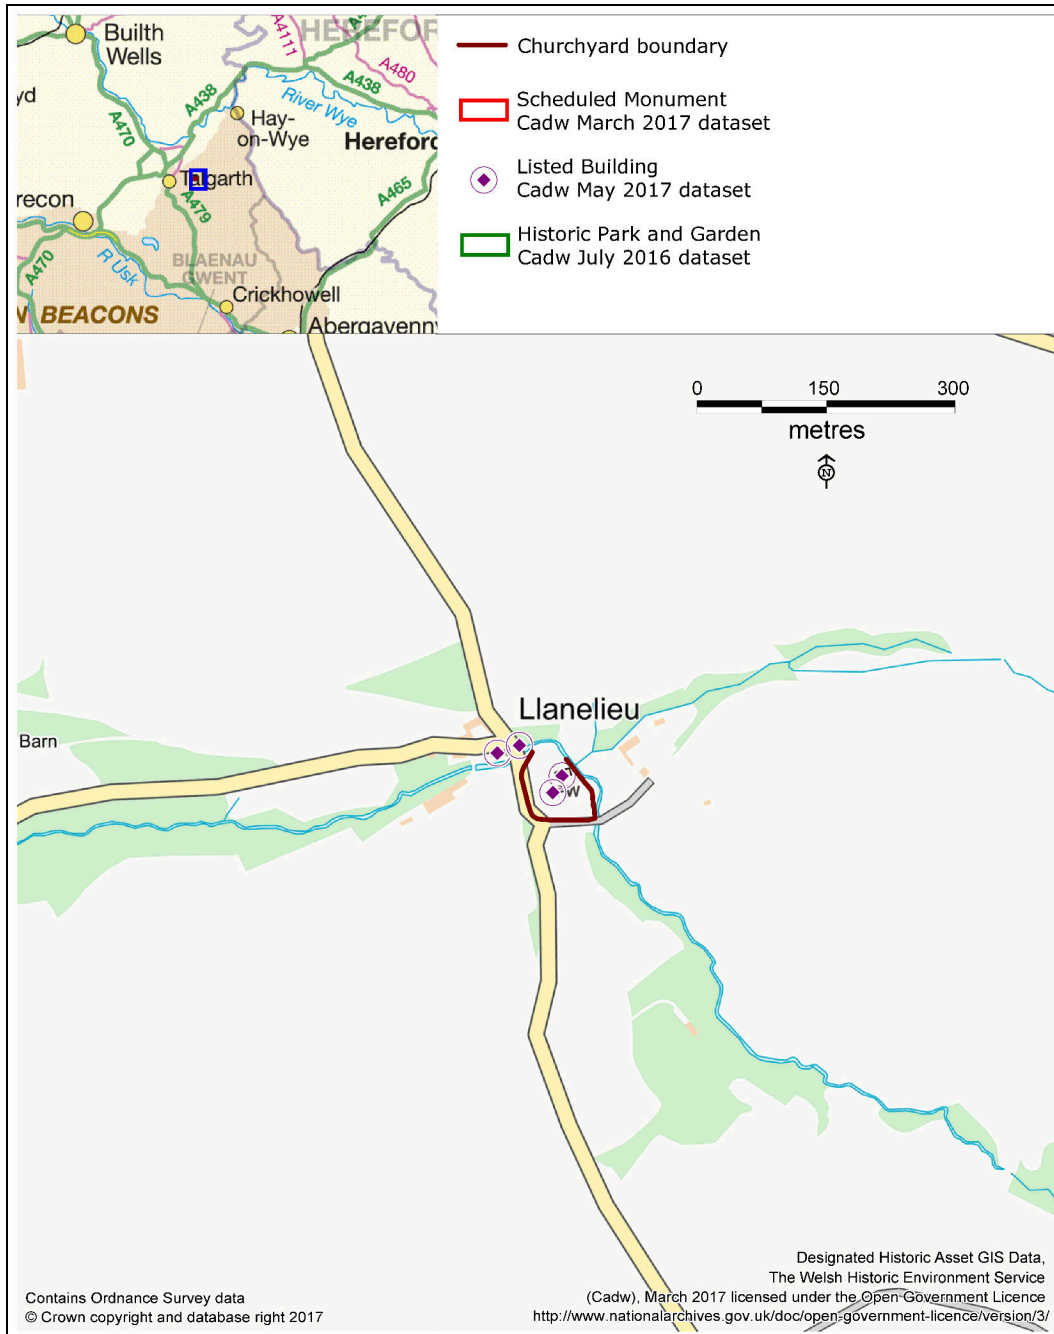 HEREFOR
Builth
Wells
A4111
A480
A438
A438
River Wye
yd
A470
Hay-
on-Wye
Hereford
Talgarth
A465
recon
A479
A470
R Usk
BLAENAU
GWENT
Crickhowell
N BEACONS
Abergavenny
Churchyard boundary
Scheduled Monument
Cadw March 2017 dataset
Listed Building
Cadw May 2017 dataset
Historic Park and Garden
Cadw July 2016 dataset
0 150 300
metres
N
Llanelieu
Barn
W
Designated Historic Asset GIS Data,
The Welsh Historic Environment Service
(Cadw), March 2017 licensed under the Open Government Licence
http://www.nationalarchives.gov.uk/doc/open-government-licence/version/3/
Contains Ordnance Survey data
© Crown copyright and database right 2017